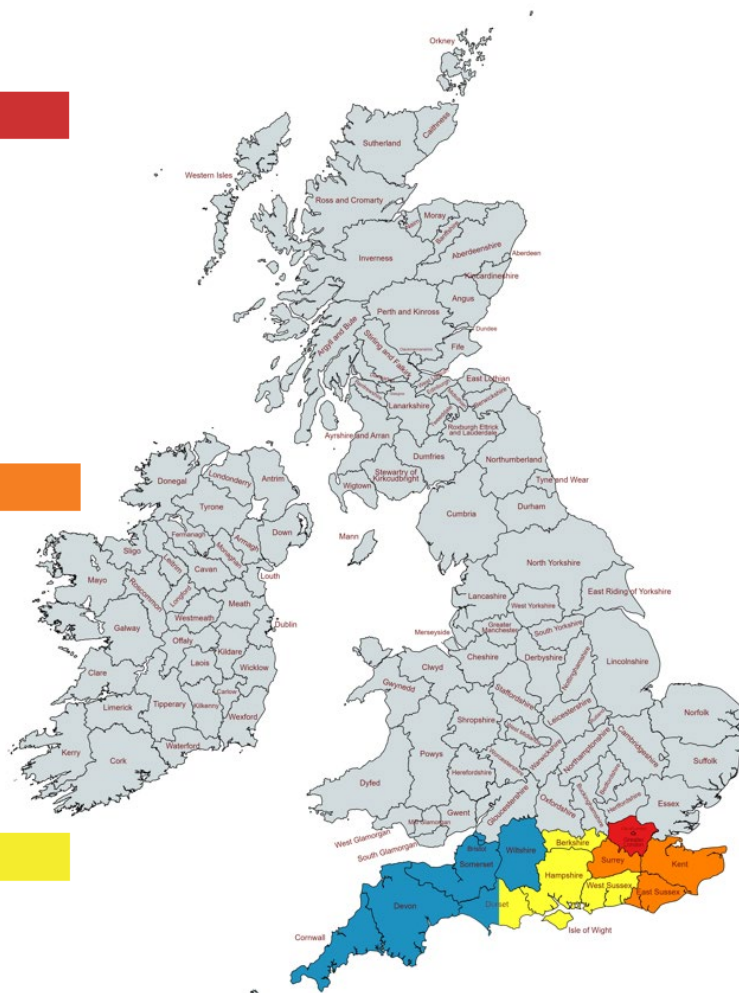 Orkney
Caithness
Sutherland
Western Isles
Ross and Cromarty
Moray
Nairn
Banffshire
Aberdeenshire
Aberdeen
Inverness
Kincardineshire
Angus
Perth and Kinross
Dundee
Argyll and Bute
Stirling and Falkirk
Fife
East Lothian
Berwickshire
Lanarkshire
Roxburgh Ettrick
and Lauderdale
Ayrshire and Arran
Dumfries
Northumberland
Stewartry of
Kirkcudbright
Wigtown
Tyne and Wear
Donegal
Londonderry
Antrim
Tyrone
Cumbria
Durham
Down
Fermanagh
Armagh
Monaghan
Mann
Sligo
Leitrim
Cavan
North Yorkshire
Louth
Mayo
Roscommon
Longford
Meath
Lancashire
East Riding of Yorkshire
West Yorkshire
Westmeath
Galway
Dublin
Merseyside
Greater
Manchester
South Yorkshire
Offaly
Kildare
Laois
Wicklow
Clwyd
Cheshire
Derbyshire
Nottinghamshire
Lincolnshire
Clare
Gwynedd
Carlow
Staffordshire
Limerick
Tipperary
Kilkenny
Wexford
Shropshire
Leicestershire
Norfolk
Kerry
Cork
Waterford
Powys
West Midlands
Warwickshire
Northamptonshire
Cambridgeshire
Suffolk
Worcestershire
Herefordshire
Bedfordshire
Dyfed
Gloucestershire
Oxfordshire
Buckinghamshire
Hertfordshire
Essex
Gwent
Mid Glamorgan
West Glamorgan
South Glamorgan
Bristol
Wiltshire
Berkshire
Somerset
Surrey
Kent
Hampshire
West Sussex
East Sussex
Devon
Dorset
Isle of Wight
Cornwall